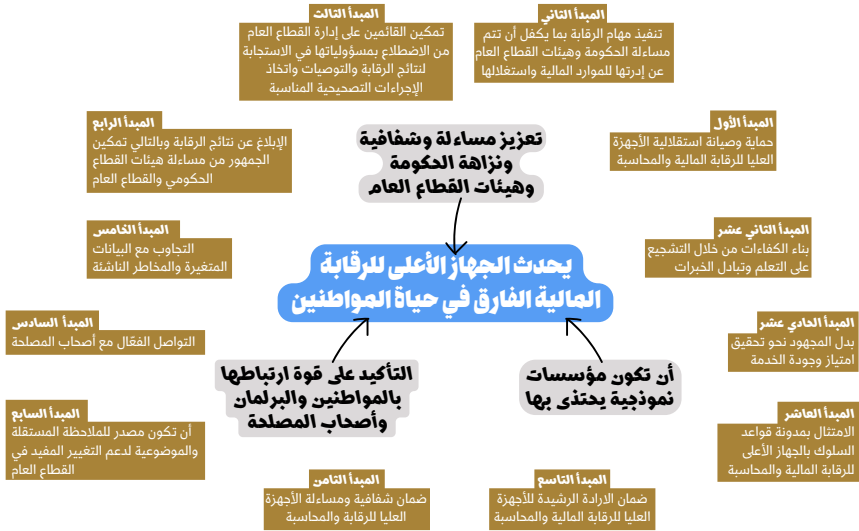 المبدأ الأول
حماية وصيانة استقلالية الأجهزة
العليا للرقابة المالية والمحاسبة
المبدأ الثاني
تنفيذ مهام الرقابة بما يكفل أن تتم
مساءلة الحكومة وهيئات القطاع العام
عن إدرتها للموارد المالية واستغلالها
المبدأ الثالت
تمكين القائمين على إدارة القطاع العام
من الاضطلاع بمسؤولياتها في الاستجابة
لنتائج الرقابة والتوصيات واتخاذ
الإجراءات التصحيحية المناسبة
المبدأ الرابع
الإبلاغ عن نتائج الرقابة وبالتالي تمكين
الجمهور من مساءلة هيئات القطاع
الحكومي والقطاع العام
المبدأ الخامس
التجاوب مع البيانات
المتغيرة والمخاطر الناشئة
المبدأ السادس
التواصل الفعّال مع أصحاب المصلحة
المبدأ السابع
أن تكون مصدر للملاحظة المستقلة
والموضوعية لدعم التغيير المفيد في
القطاع العام
المبدأ الثامن
ضمان شفافية ومساءلة الأجهزة
العليا للرقابة والمحاسبة
المبدأ التاسع
ضمان الارادة الرشيدة للأجهزة
العليا للرقابة المالية والمحاسبة
المبدأ العاشر
الامتثال بمدونة قواعد
السلوك بالجهاز الأعلى
للرقابة المالية والمحاسبة
المبدأ الحادي عشر
بدل المجهود نحو تحقيق
امتياز وجودة الخدمة
المبدأ الثاني عشر
بناء الكفاءات من خلال التشجيع
على التعلم وتبادل الخبرات
تعزيز مساءلة وشفافية
ونزاهة الحكومة
وهيئات القطاع العام
يحدث الجهاز الأعلى للرقابة
المالية الفارق في حياة المواطنين
أن تكون مؤسسات
نموذجية يحتذى بها
التأكيد على قوة ارتباطها
بالمواطنين والبرلمان
وأصحاب المصلحة